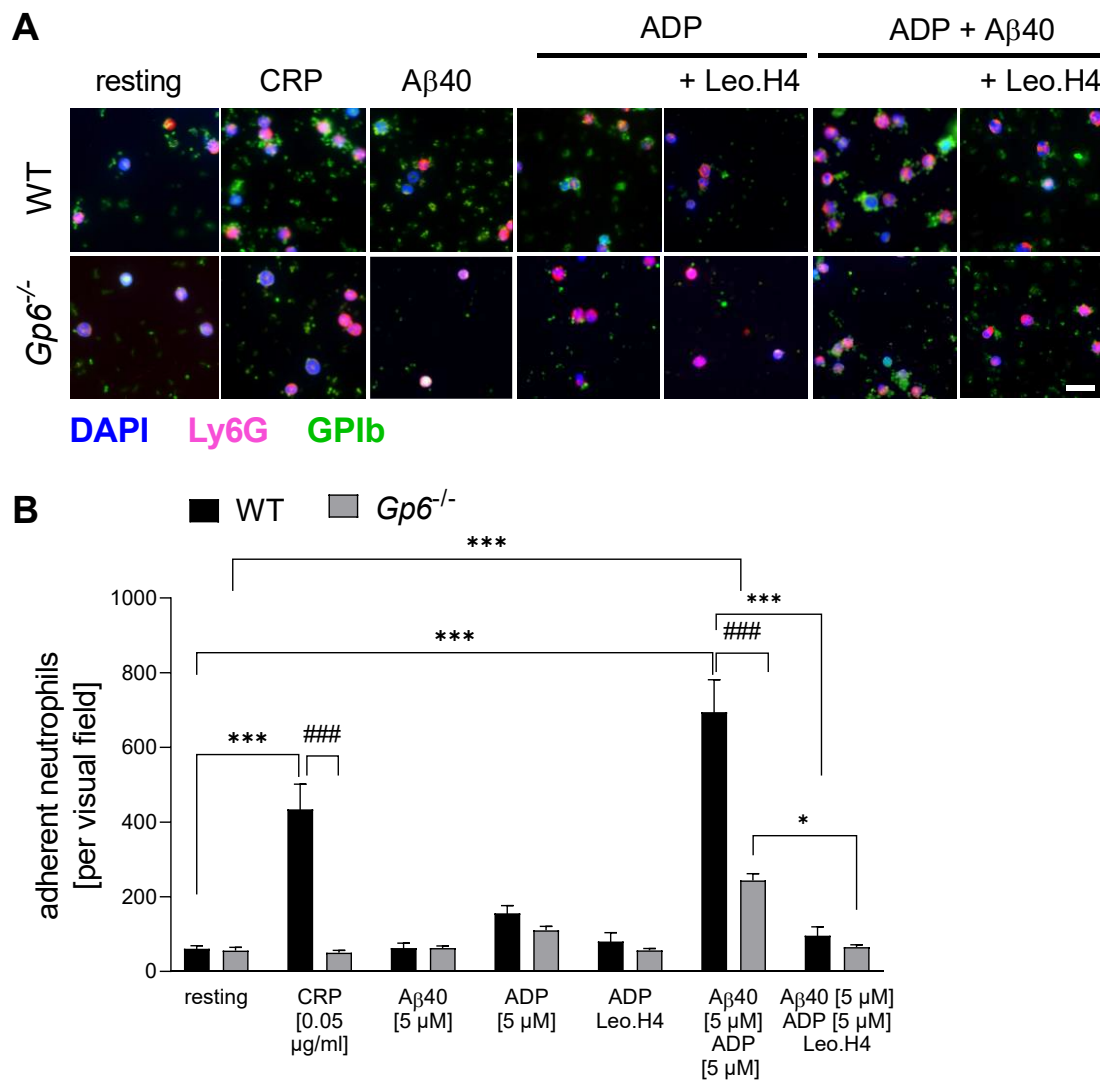 A
ADP
ADP + Aβ40
resting
CRP
Aβ40
+ Leo.H4
+ Leo.H4
WT
Gp6-/-
DAPI Ly6G GPIb
B
WT
Gp6-/-
***
1000
***
***
###
800
***
###
600
400
*
200
0
adherent neutrophils
[per visual field]
resting
CRP
[0.05
µg/ml]
Aβ40
[5 µM]
ADP
[5 µM]
ADP
Leo.H4
Aβ40
[5 µM]
ADP
[5 µM]
Aβ40 [5 µM]
ADP [5 µM]
Leo.H4